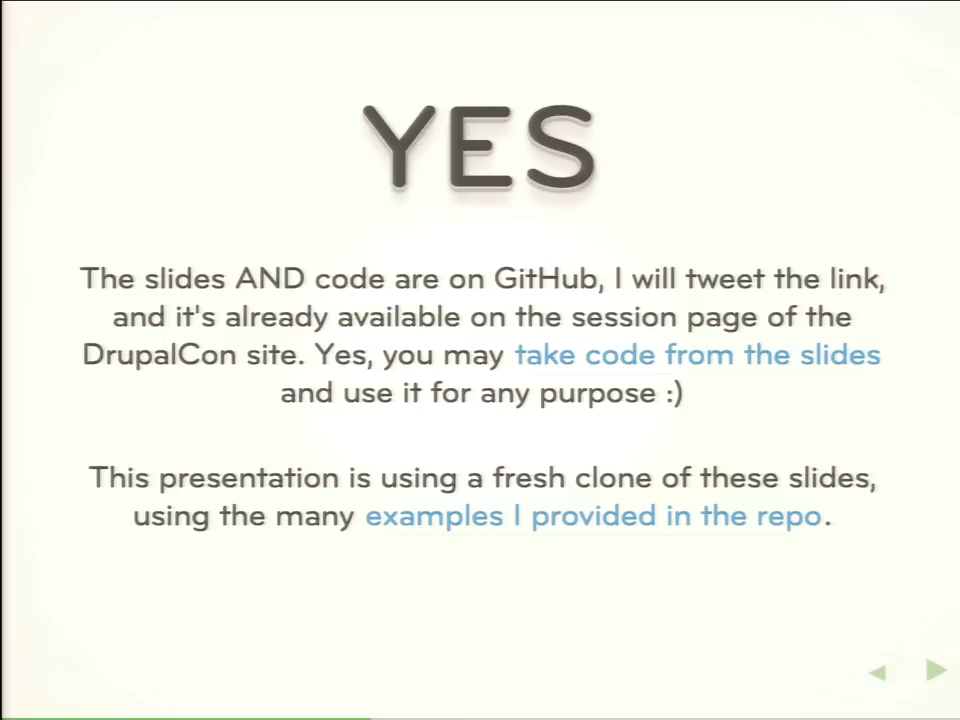 YES
The slides AND code are on GitHub, I will tweet the link,
and it's already available on the session page of the
DrupalCon site. Yes, you may take code from the slides
and use it for any purpose :)
This presentation is using a fresh clone of these slides,
using the many examples I provided in the repo.